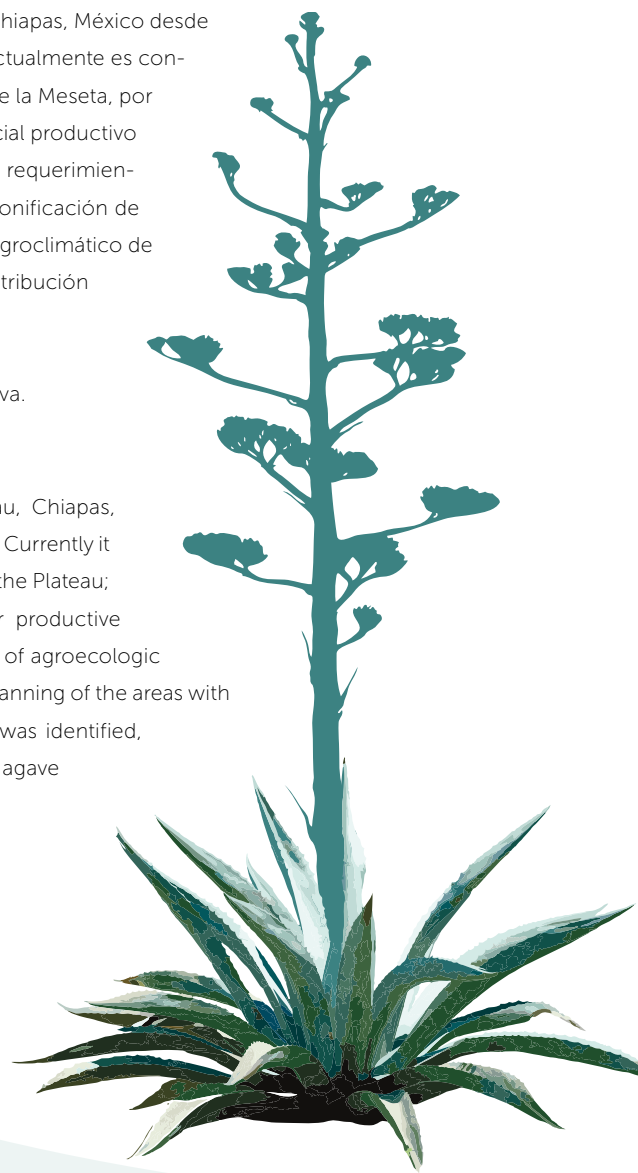 hiapas, México desde
ctualmente es con-
e la Meseta, por
cial productivo
requerimien-
onificación de
groclimático de
tribución
va.
au, Chiapas,
Currently it
the Plateau;
r productive
of agroecologic
anning of the areas with
was identified,
agave